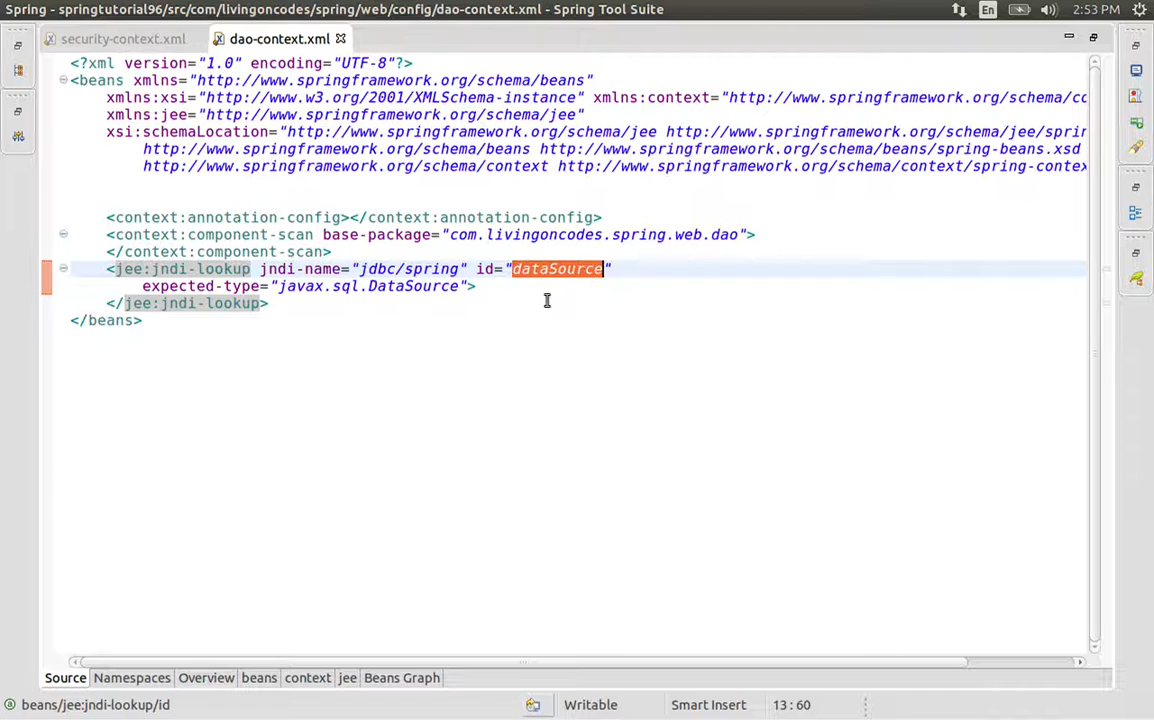 Spring - springtutorial96/src/com/livingoncodes/spring/web/config/dao-context.xml - Spring Tool Suite
En
2:53 PM
security-context.xml
dao-context.xml
<?xml version="1.0" encoding="UTF-8"?>
<beans xmlns="http://www.springframework.org/schema/beans"
xmlns:xsi="http://www.w3.org/2001/XMLSchema-instance" xmlns:context="http://www.springframework.org/schema/co
xmlns:jee="http://www.springframework.org/schema/jee"
xsi:schemaLocation="http://www.springframework.org/schema/jee http://www.springframework.org/schema/jee/sprin
http://www.springframework.org/schema/beans http://www.springframework.org/schema/beans/spring-beans.xsd
http://www.springframework.org/schema/context http://www.springframework.org/schema/context/spring-contex
<context:annotation-config></context:annotation-config>
<context:component-scan base-package="com.livingoncodes.spring.web.dao">
</context:component-scan>
<jee:jndi-lookup jndi-name="jdbc/spring" id="dataSource"
expected-type="javax.sql.DataSource">
</jee:jndi-lookup>
</beans>
Source
Namespaces
Overview
beans
context
jee
Beans Graph
beans/jee:jndi-lookup/id
Writable
Smart Insert
13 : 60